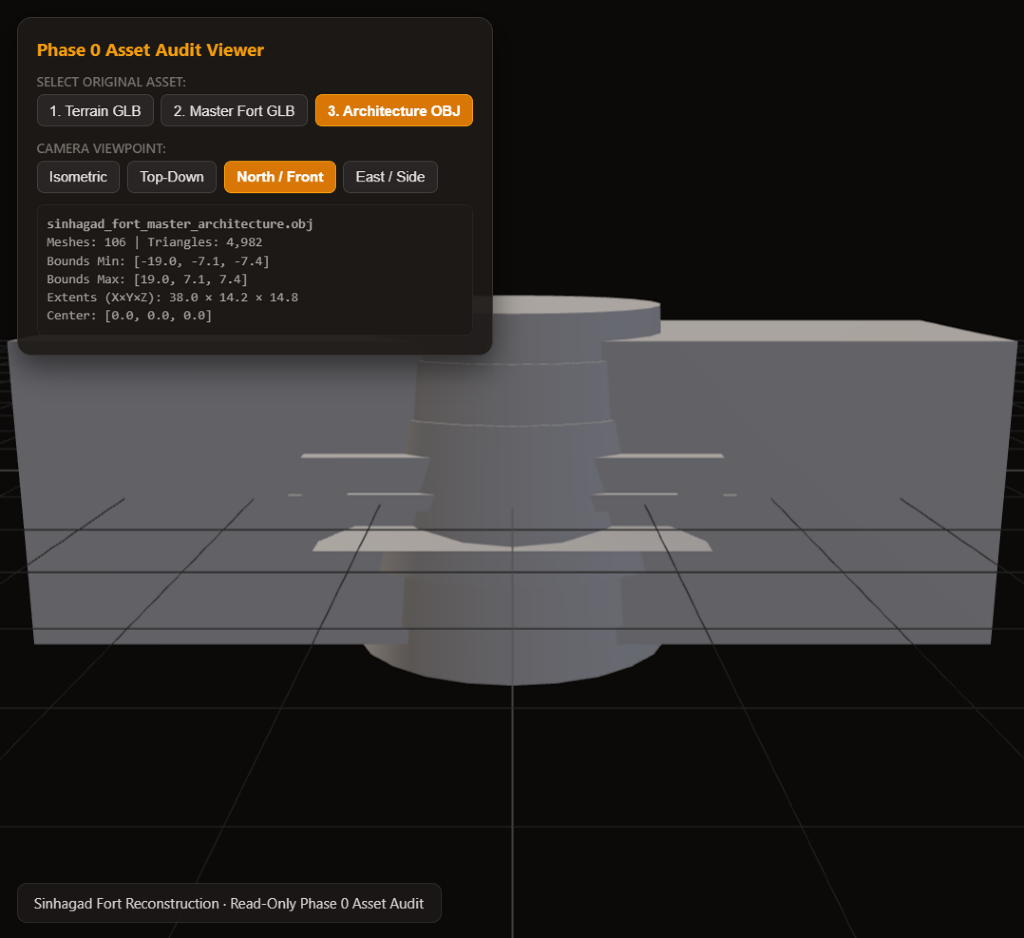 Phase 0 Asset Audit Viewer
SELECT ORIGINAL ASSET:
1. Terrain GLB 2. Master Fort GLB 3. Architecture OBJ
CAMERA VIEWPOINT:
Isometric Top-Down North / Front East / Side
sinhagad_fort_master_architecture.obj
Meshes: 106 | Triangles: 4,982
Bounds Min: [-19.0, -7.1, -7.4]
Bounds Max: [19.0, 7.1, 7.4]
Extents (X×Y×Z): 38.0 × 14.2 × 14.8
Center: [0.0, 0.0, 0.0]
Sinhagad Fort Reconstruction · Read-Only Phase 0 Asset Audit